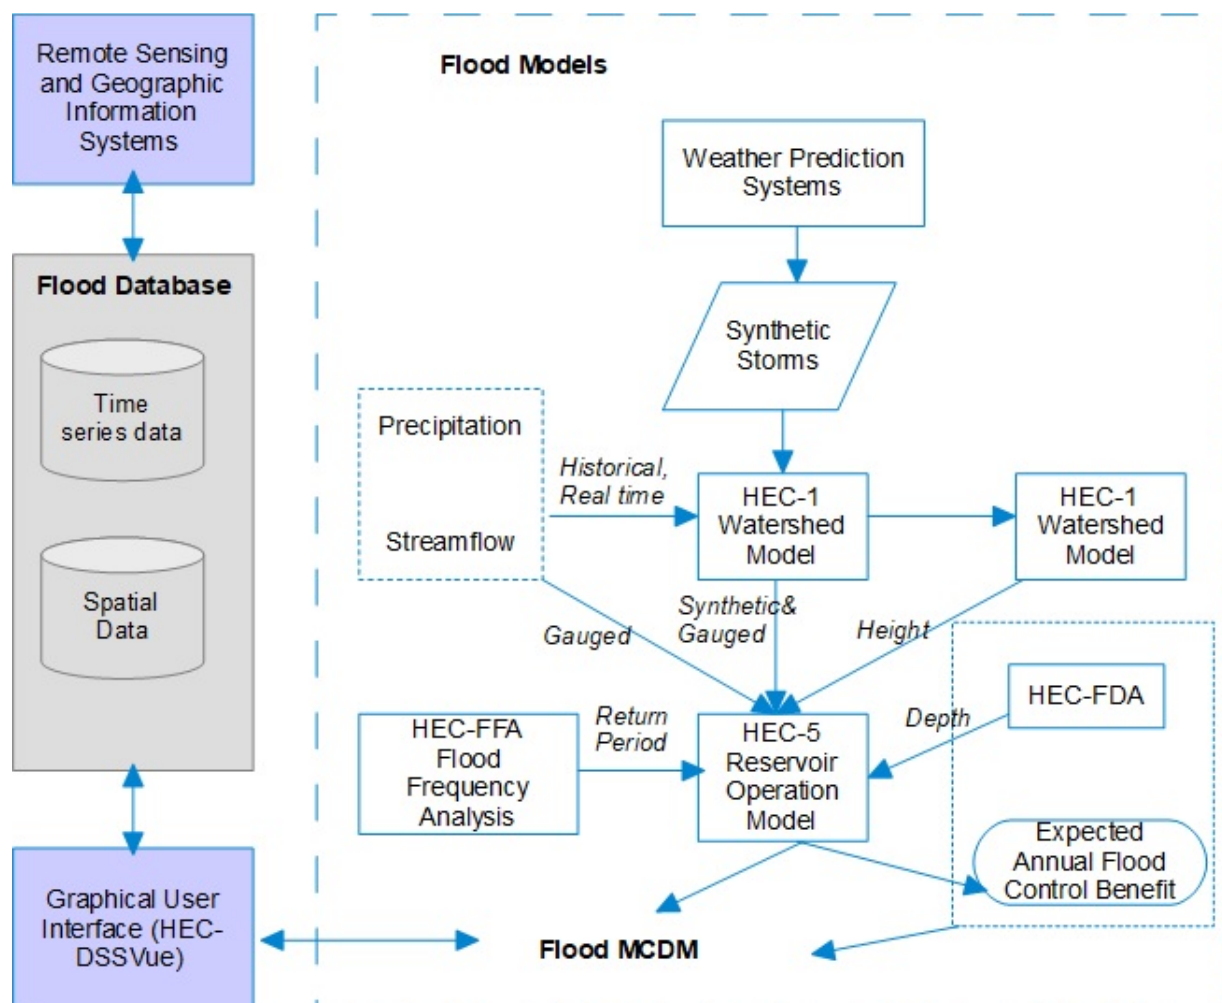 Remote Sensing
and Geographic
Information
Systems
Flood Database
Time
series data
Spatial
Data
Graphical User
Interface (HEC-
DSSVue)
Flood Models
Weather Prediction
Systems
Synthetic
Storms
Precipitation
Streamflow
Historical,
Real time
HEC-1
Watershed
Model
HEC-1
Watershed
Model
Gauged
Synthetic&
Gauged
Height
HEC-FFA
Flood
Frequency
Analysis
Return
Period
HEC-5
Reservoir
Operation
Model
Depth
HEC-FDA
Expected
Annual Flood
Control Benefit
Flood MCDM